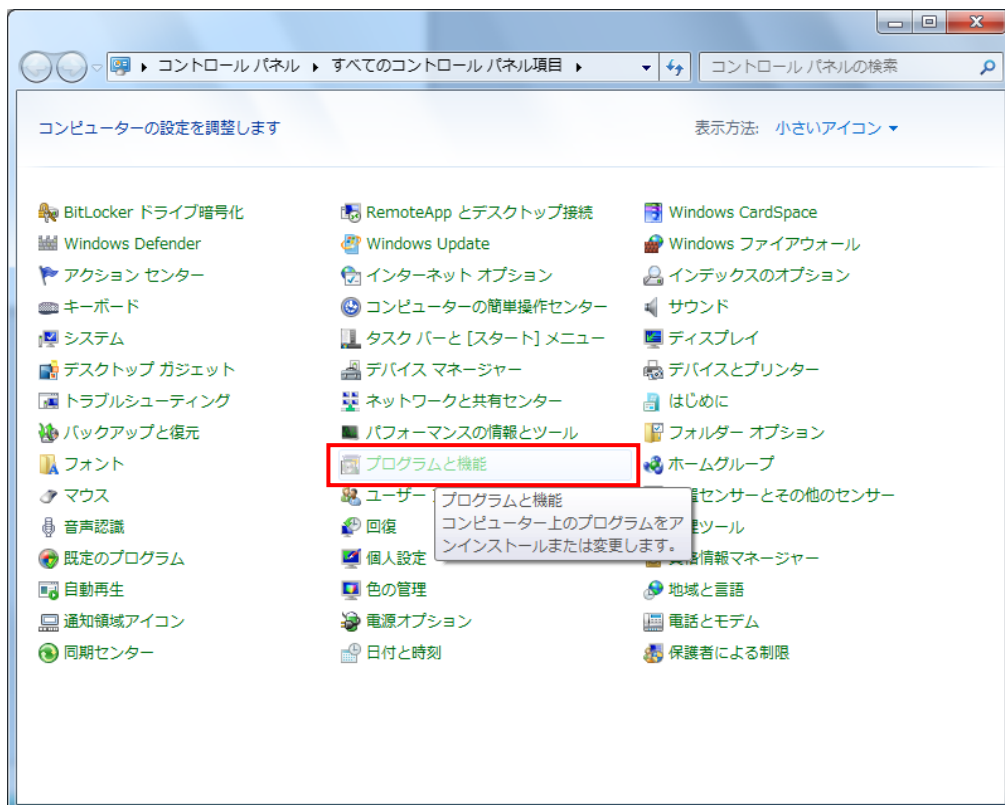 コントロール パネル ▸ すべてのコントロール パネル項目 ▸
コントロール パネルの検索
コンピューターの設定を調整します
表示方法: 小さいアイコン
BitLocker ドライブ暗号化
RemoteApp とデスクトップ接続
Windows CardSpace
Windows Defender
Windows Update
Windows ファイアウォール
アクション センター
インターネット オプション
インデックスのオプション
キーボード
コンピューターの簡単操作センター
サウンド
システム
タスク バーと [スタート] メニュー
ディスプレイ
デスクトップ ガジェット
デバイス マネージャー
デバイスとプリンター
トラブルシューティング
ネットワークと共有センター
はじめに
バックアップと復元
パフォーマンスの情報とツール
フォルダー オプション
フォント
プログラムと機能
ホームグループ
マウス
ユーザー
センサーとその他のセンサー
プログラムと機能
コンピューター上のプログラムをア
ンインストールまたは変更します。
音声認識
回復
ツール
既定のプログラム
個人設定
情報マネージャー
自動再生
色の管理
地域と言語
通知領域アイコン
電源オプション
電話とモデム
同期センター
日付と時刻
保護者による制限